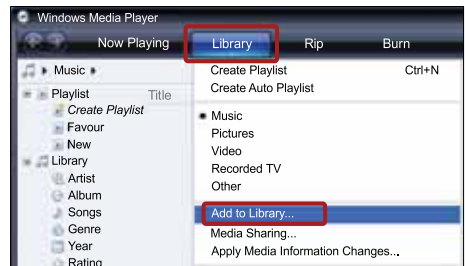 Windows Media Player
Now Playing Library Rip Burn
Music
Create Playlist Ctrl+N
Create Auto Playlist
Playlist Title
Create Playlist
Favour
New
Library
Artist
Album
Songs
Genre
Year
Rating
Music
Pictures
Video
Recorded TV
Other
Add to Library...
Media Sharing...
Apply Media Information Changes...